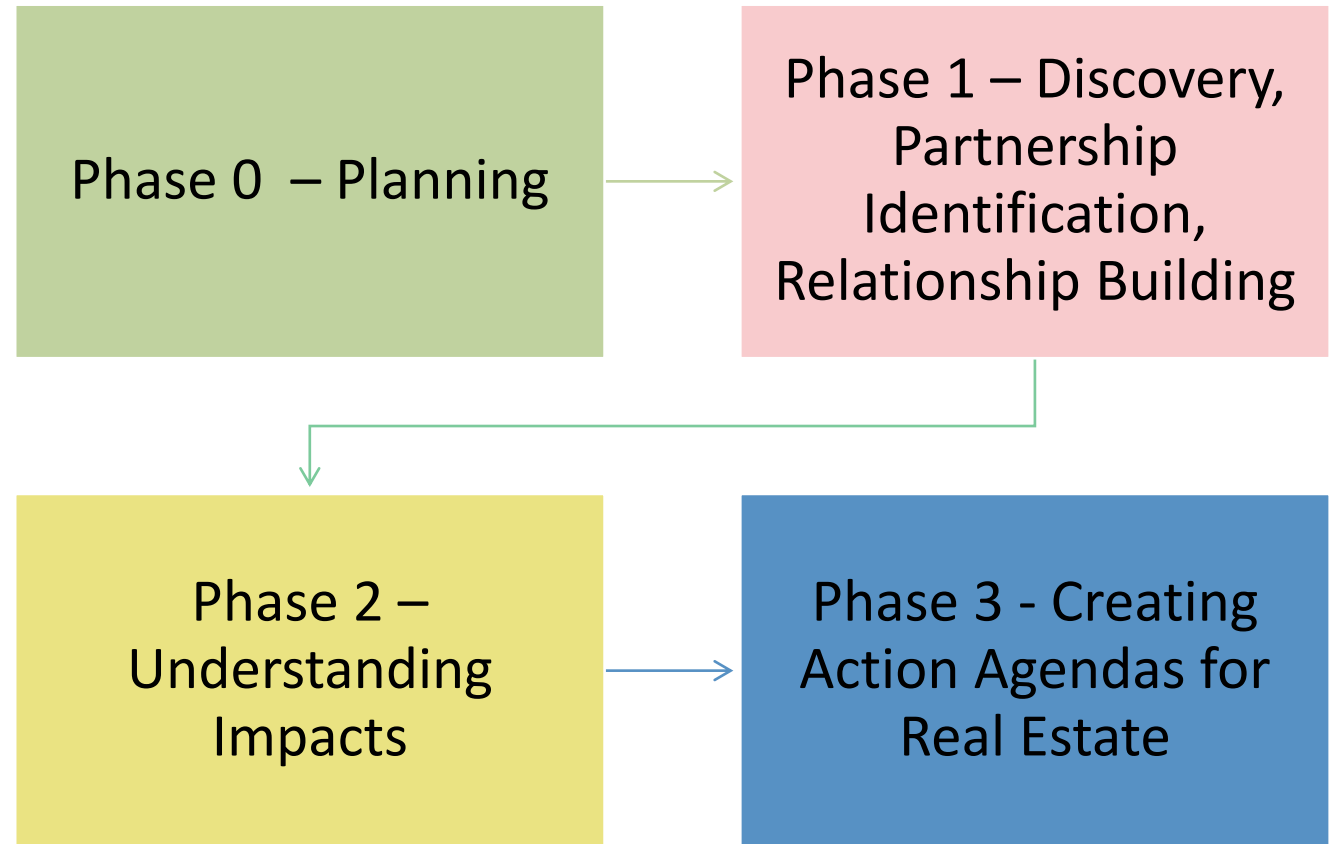 Phase 0  – Planning
Phase 1 – Discovery,
Partnership
Identification,
Relationship Building
Phase 2 –
Understanding
Impacts
Phase 3 - Creating
Action Agendas for
Real Estate